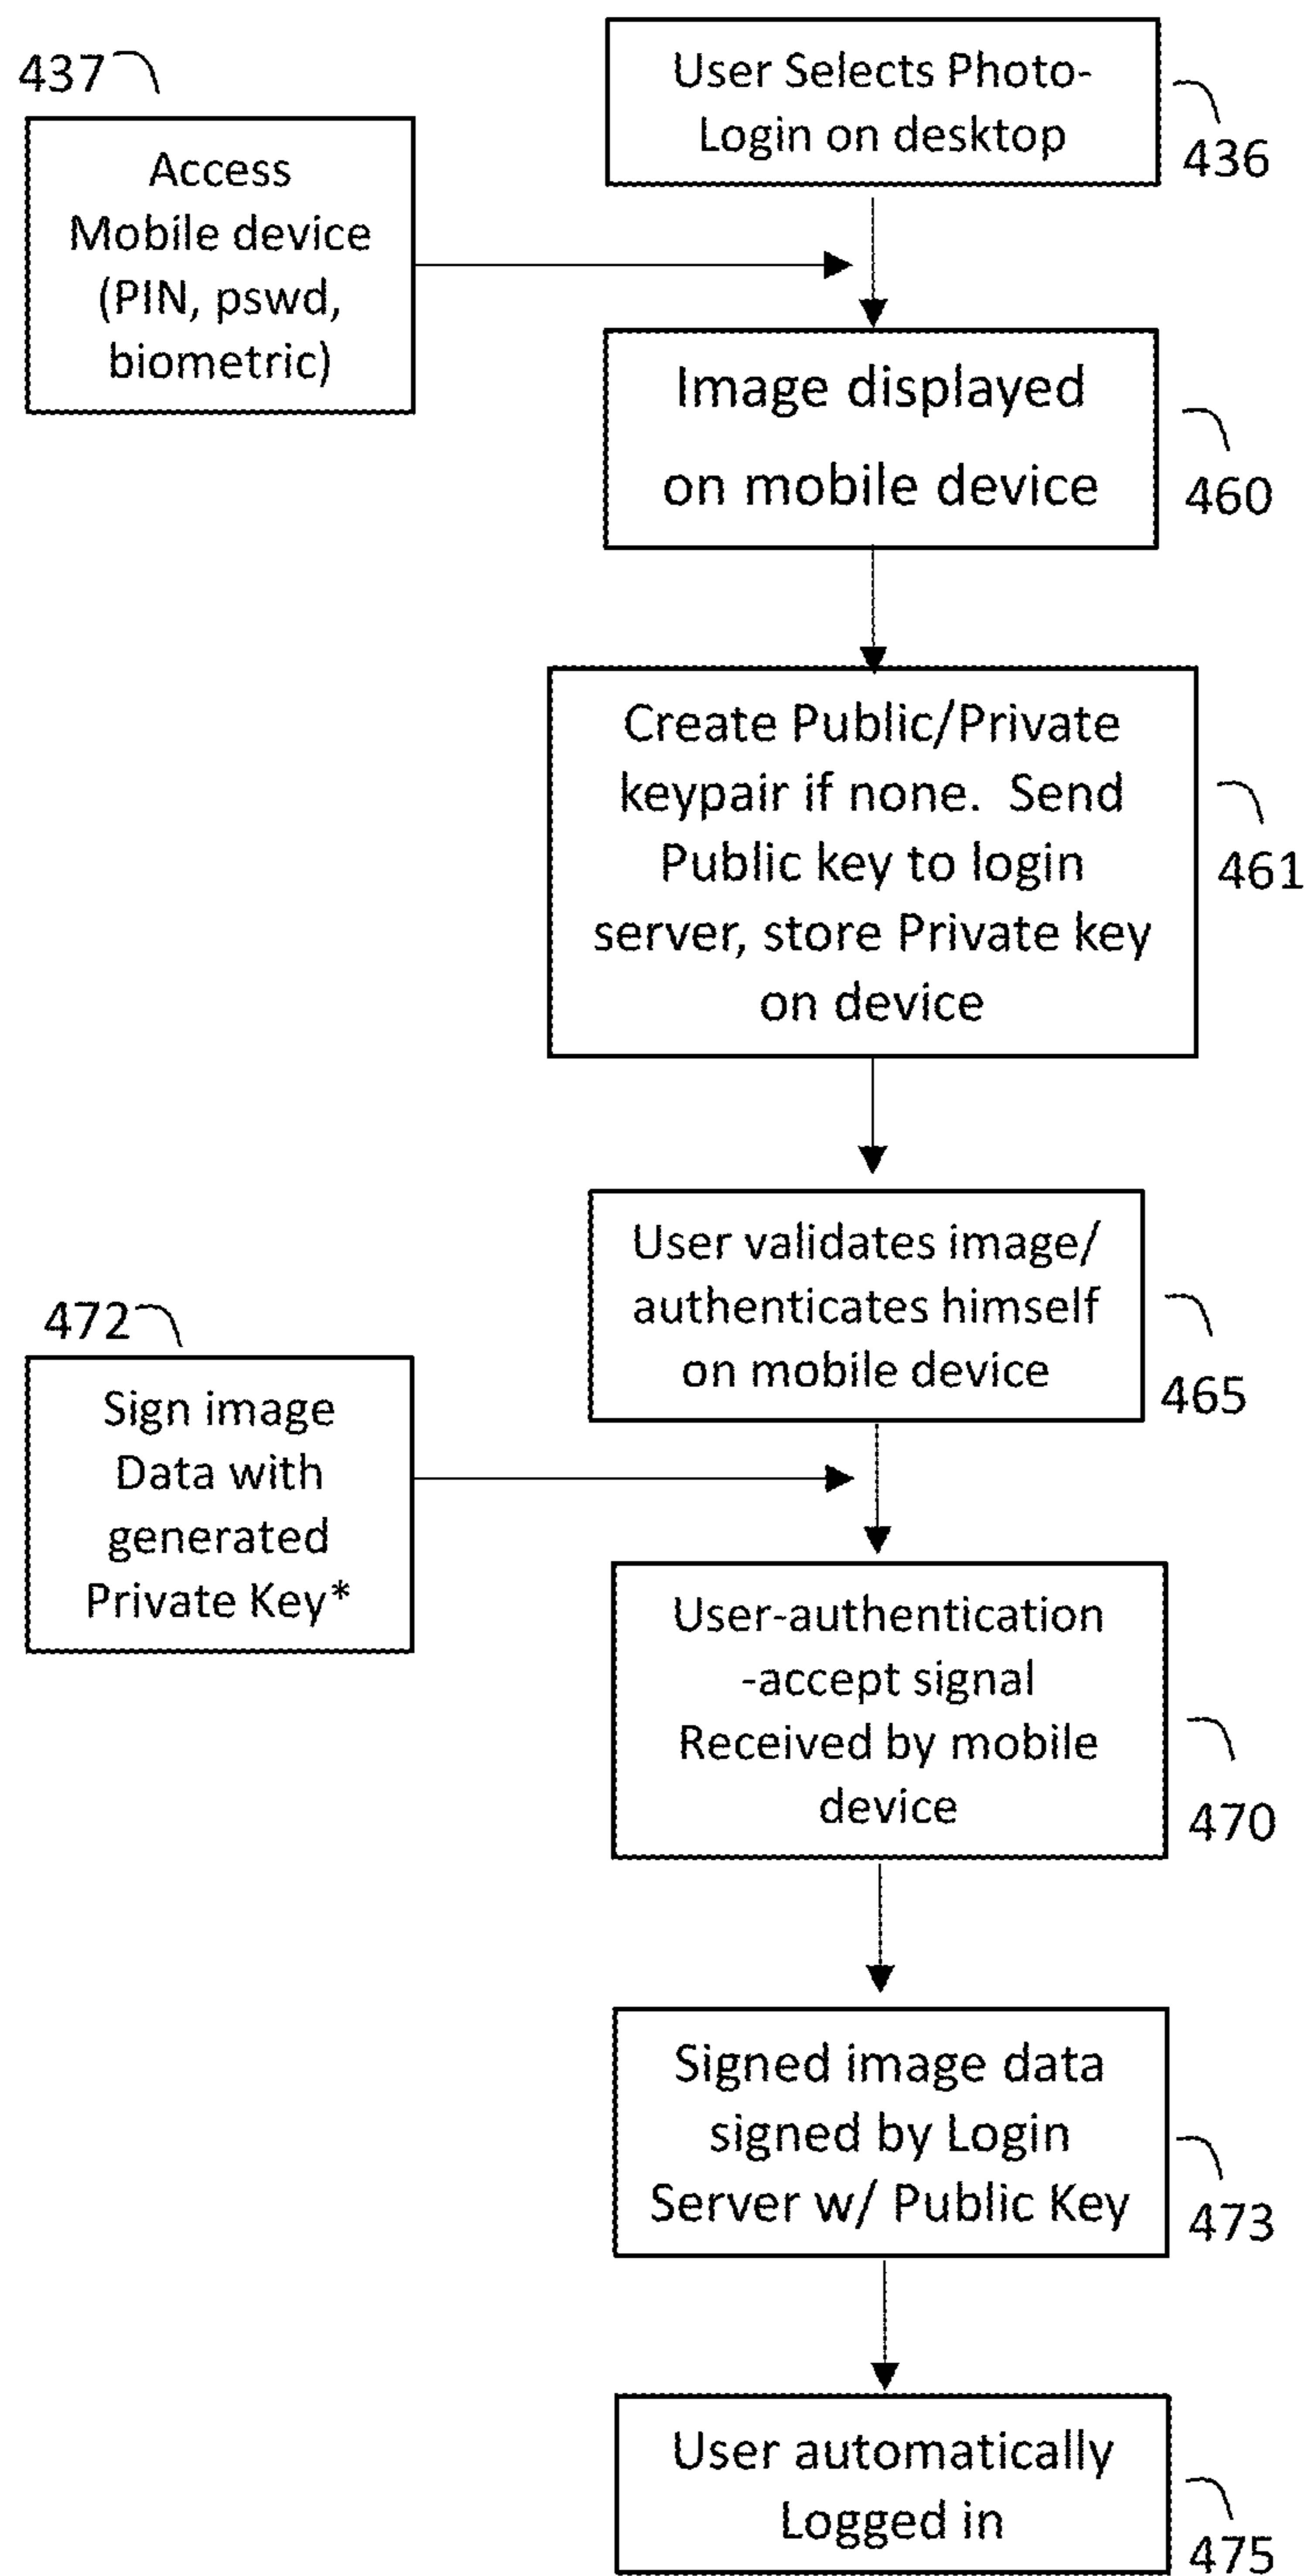 437
Access
Mobile device
(PIN, pswd,
biometric)
User Selects Photo-
Login on desktop
436
Image displayed
on mobile device
460
Create Public/Private
keypair if none.  Send
Public key to login
server, store Private key
on device
461
User validates image/
authenticates himself
on mobile device
465
472
Sign image
Data with
generated
Private Key*
User-authentication
-accept signal
Received by mobile
device
470
Signed image data
signed by Login
Server w/ Public Key
473
User automatically
Logged in
475